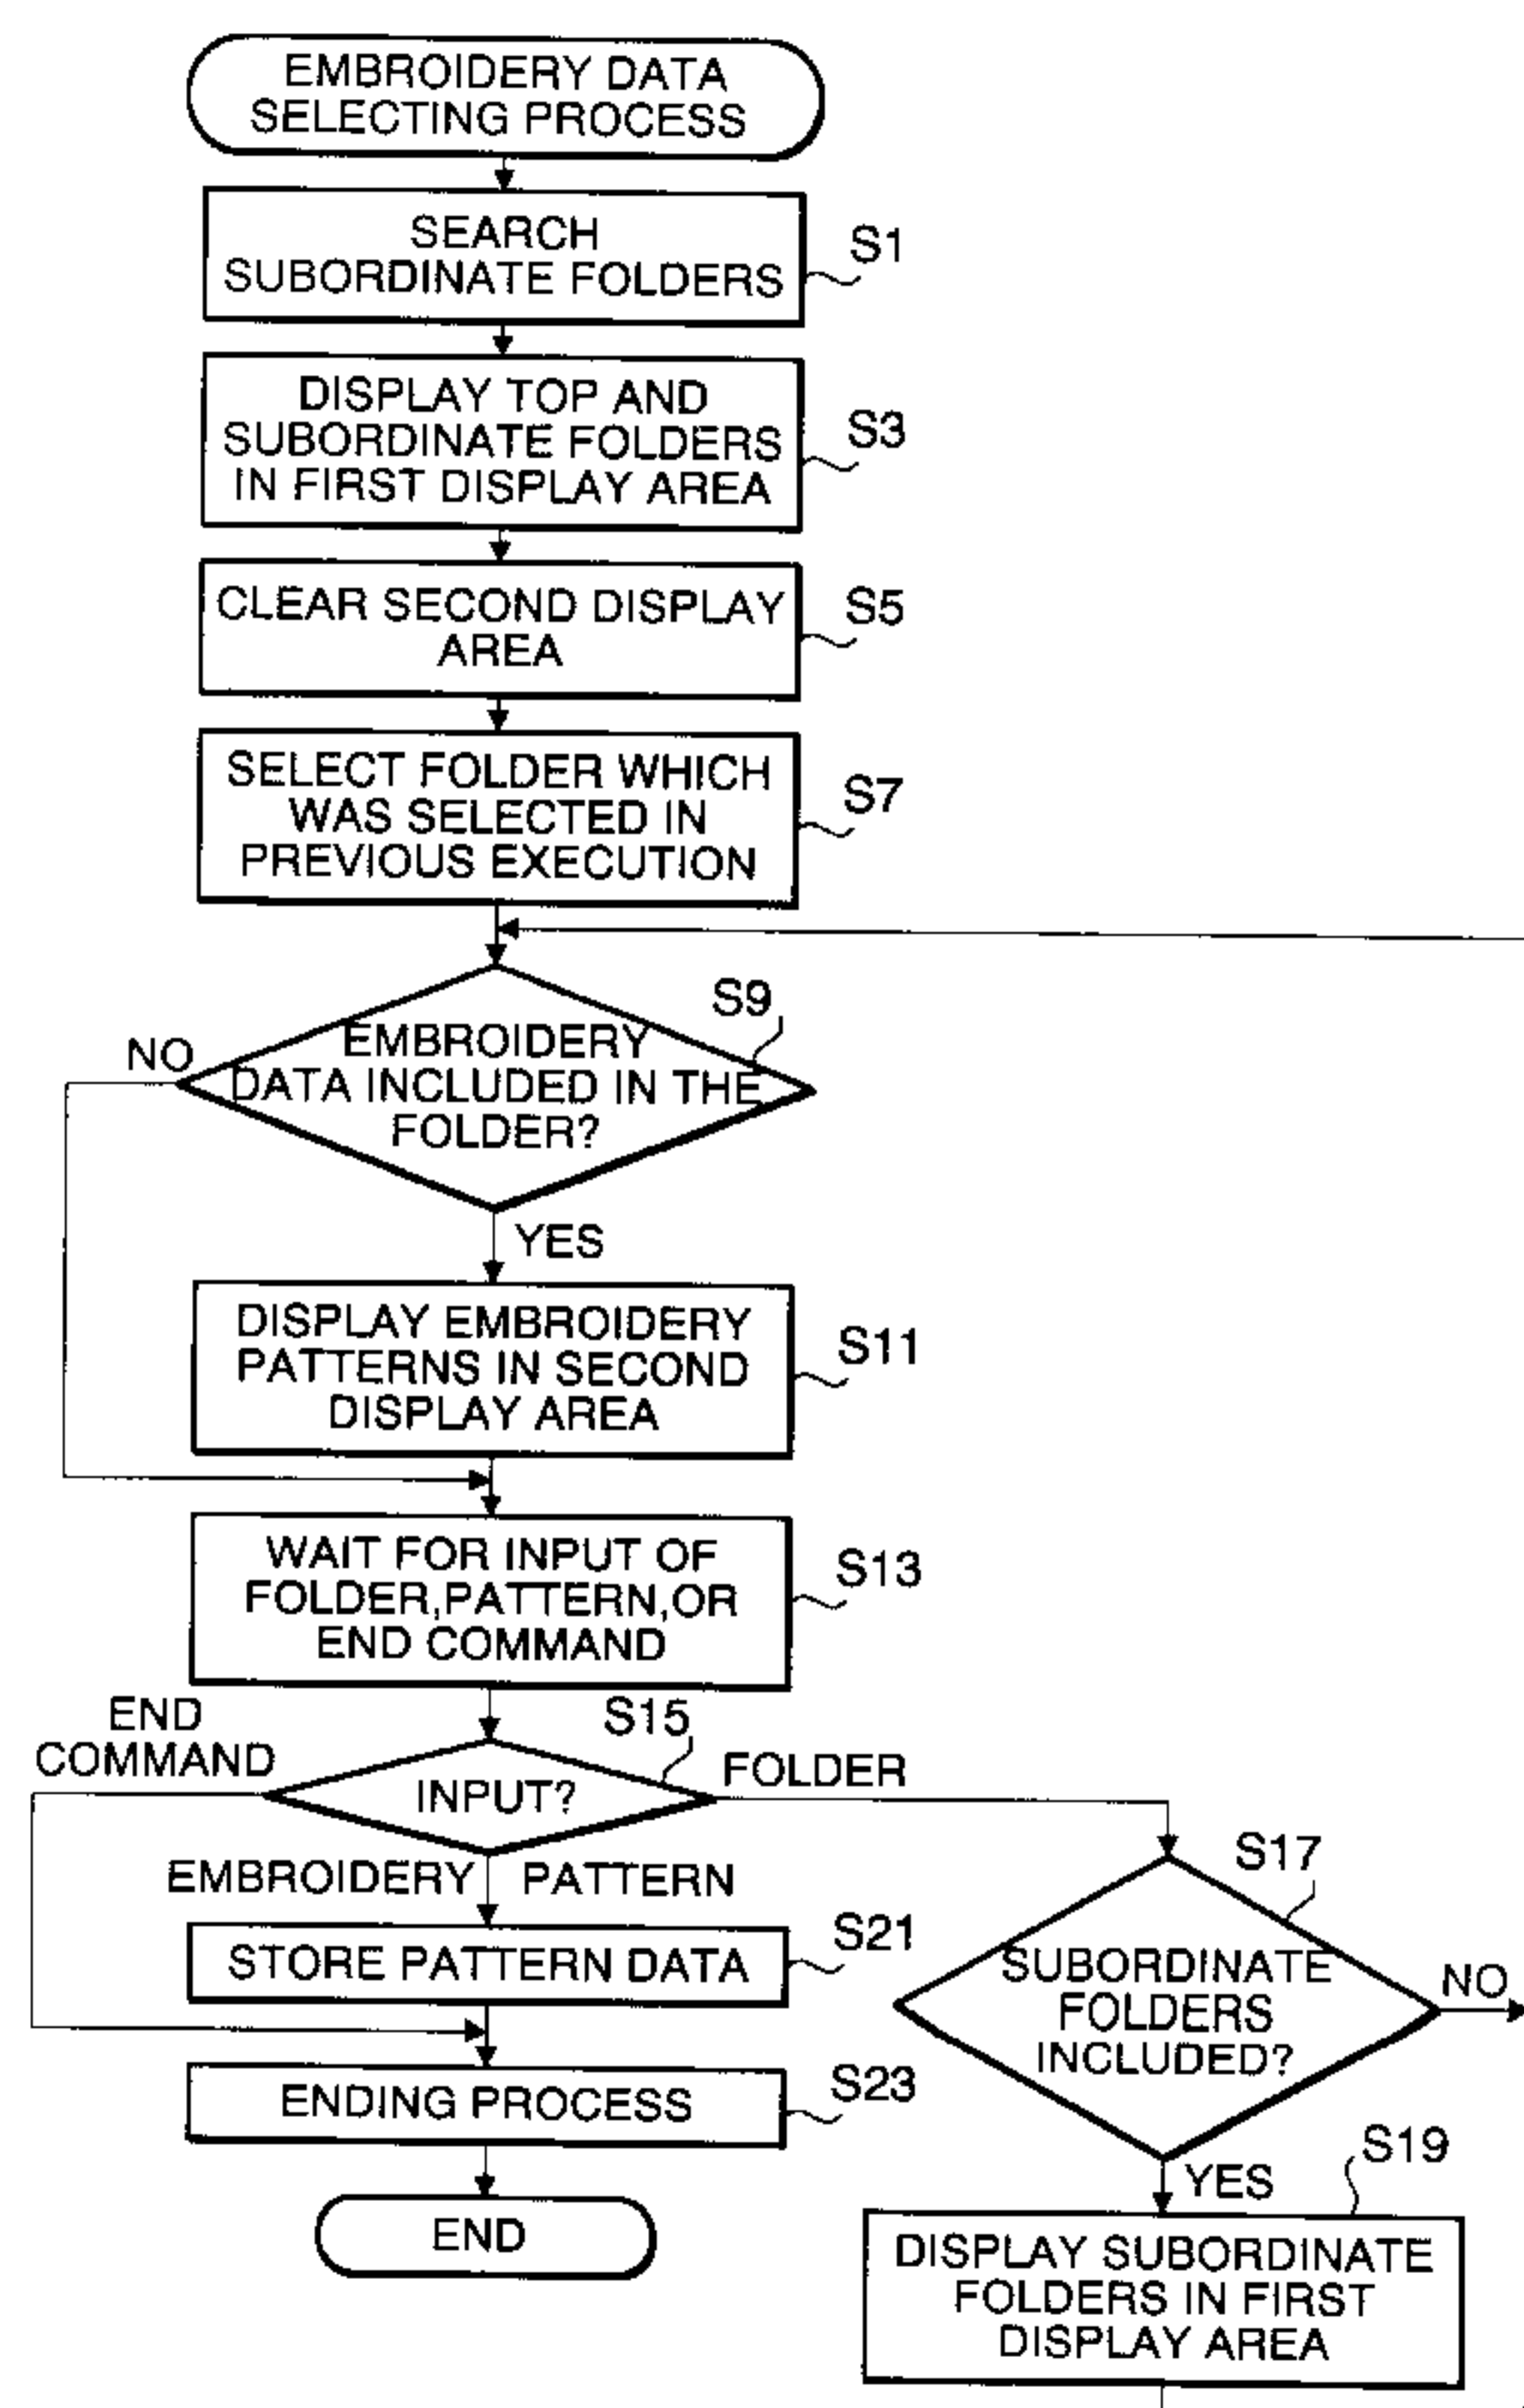 EMBROIDERY DATA
SELECTING PROCESS
SEARCH
SUBORDINATE FOLDERS
S1
DISPLAY TOP AND
SUBORDINATE FOLDERS
IN FIRST DISPLAY AREA
S3
CLEAR SECOND DISPLAY
AREA
S5
SELECT FOLDER WHICH
WAS SELECTED IN
PREVIOUS EXECUTION
S7
S9
NO
EMBROIDERY
DATA INCLUDED IN THE
FOLDER?
YES
DISPLAY EMBROIDERY
PATTERNS IN SECOND
DISPLAY AREA
S11
WAIT FOR INPUT OF
FOLDER,PATTERN,OR
END COMMAND
S13
END
COMMAND
S15
INPUT?
FOLDER
EMBROIDERY PATTERN
S17
SUBORDINATE
FOLDERS
INCLUDED?
NO
STORE PATTERN DATA
S21
ENDING PROCESS
S23
YES
S19
END
DISPLAY SUBORDINATE
FOLDERS IN FIRST
DISPLAY AREA